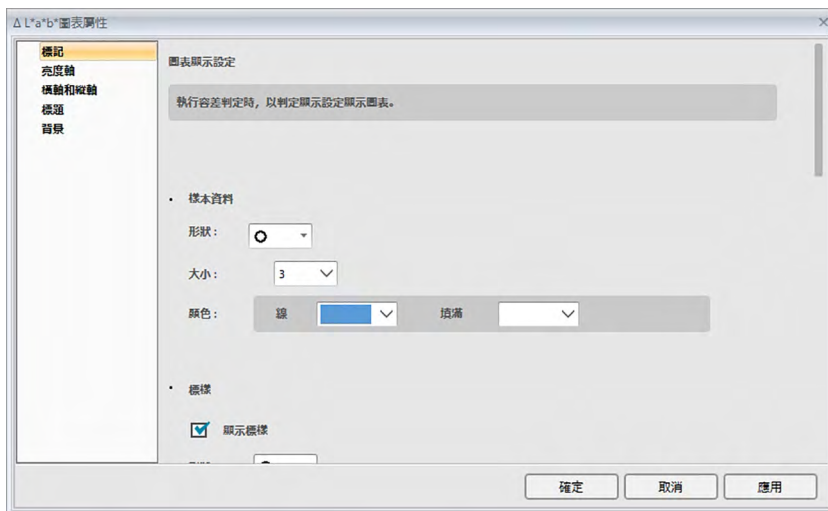 Δ L*a*b*圖表屬性
標記
亮度軸
橫軸和縱軸
標題
背景
圖表顯示設定
執行容差判定時，以判定顯示設定顯示圖表。
• 樣本資料
形狀：
大小： 3
顏色： 線 填滿
• 標樣
顯示標樣
確定 取消 應用